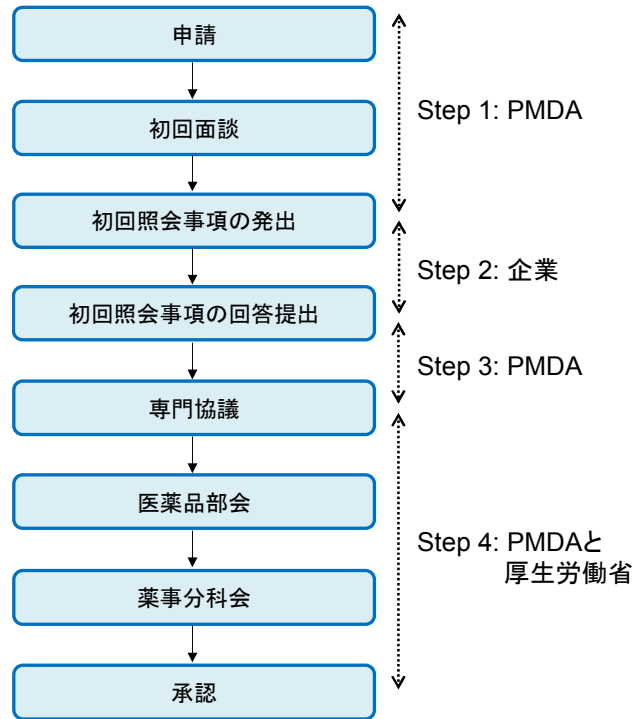 申請
Step 1: PMDA
初回面談
初回照会事項の発出
Step 2: 企業
初回照会事項の回答提出
Step 3: PMDA
専門協議
医薬品部会
Step 4: PMDAと
厚生労働省
薬事分科会
承認